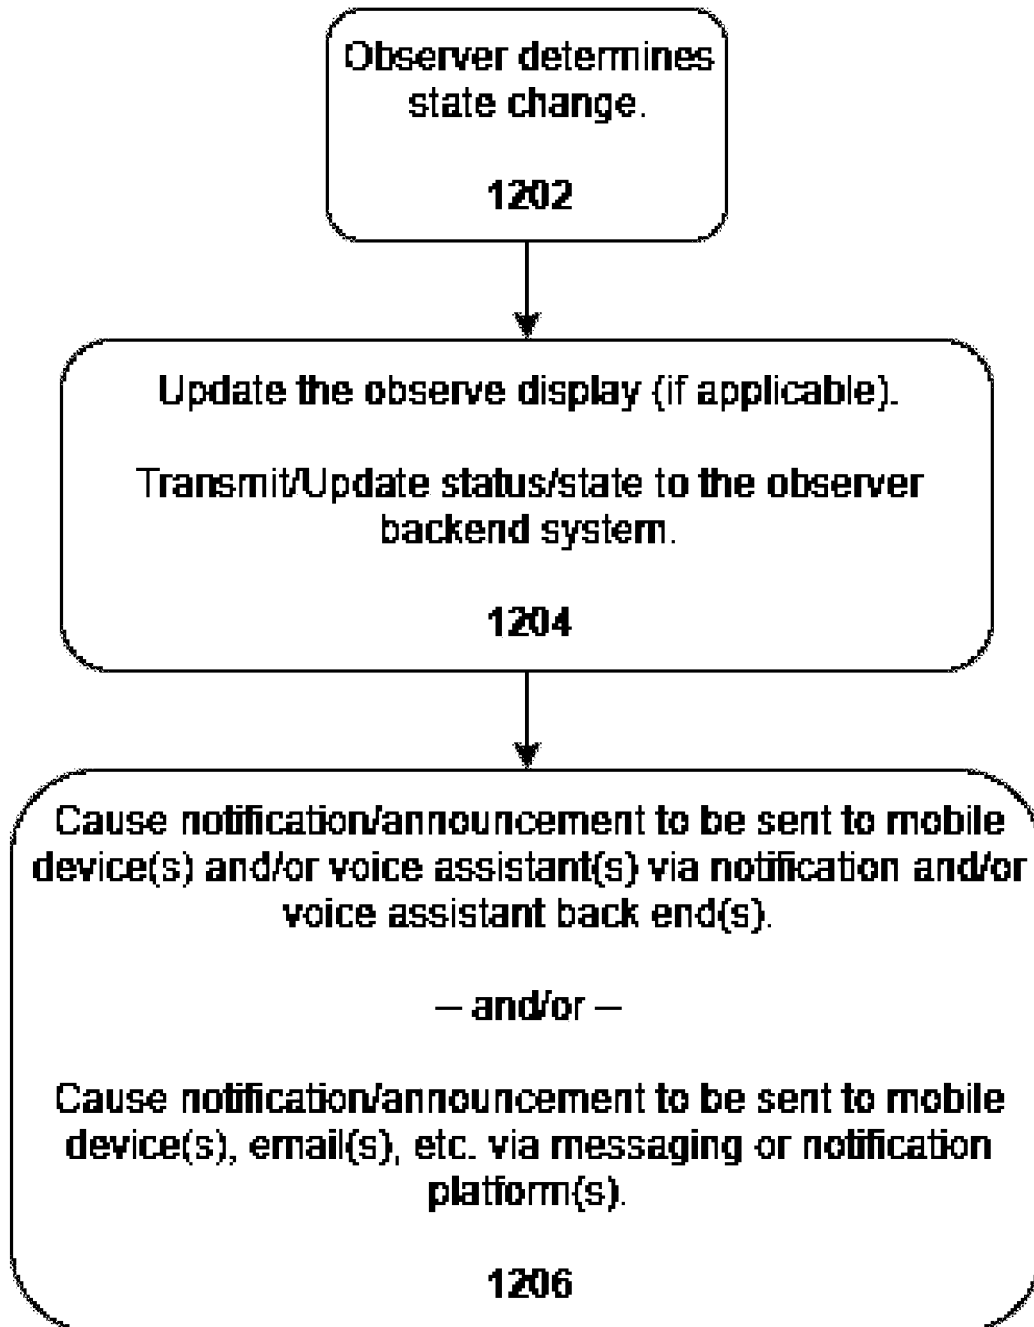 Observer determines
state change.
1202
Update the observe display (if applicable).
Transmit/Update status/state to the observer
backend system.
1204
Cause notification/announcement to be sent to mobile
device(s) and/or voice assistant(s) via notification and/or
voice assistant back end(s).
– and/or –
Cause notification/announcement to be sent to mobile
device(s), email(s), etc. via messaging or notification
platform(s).
1206